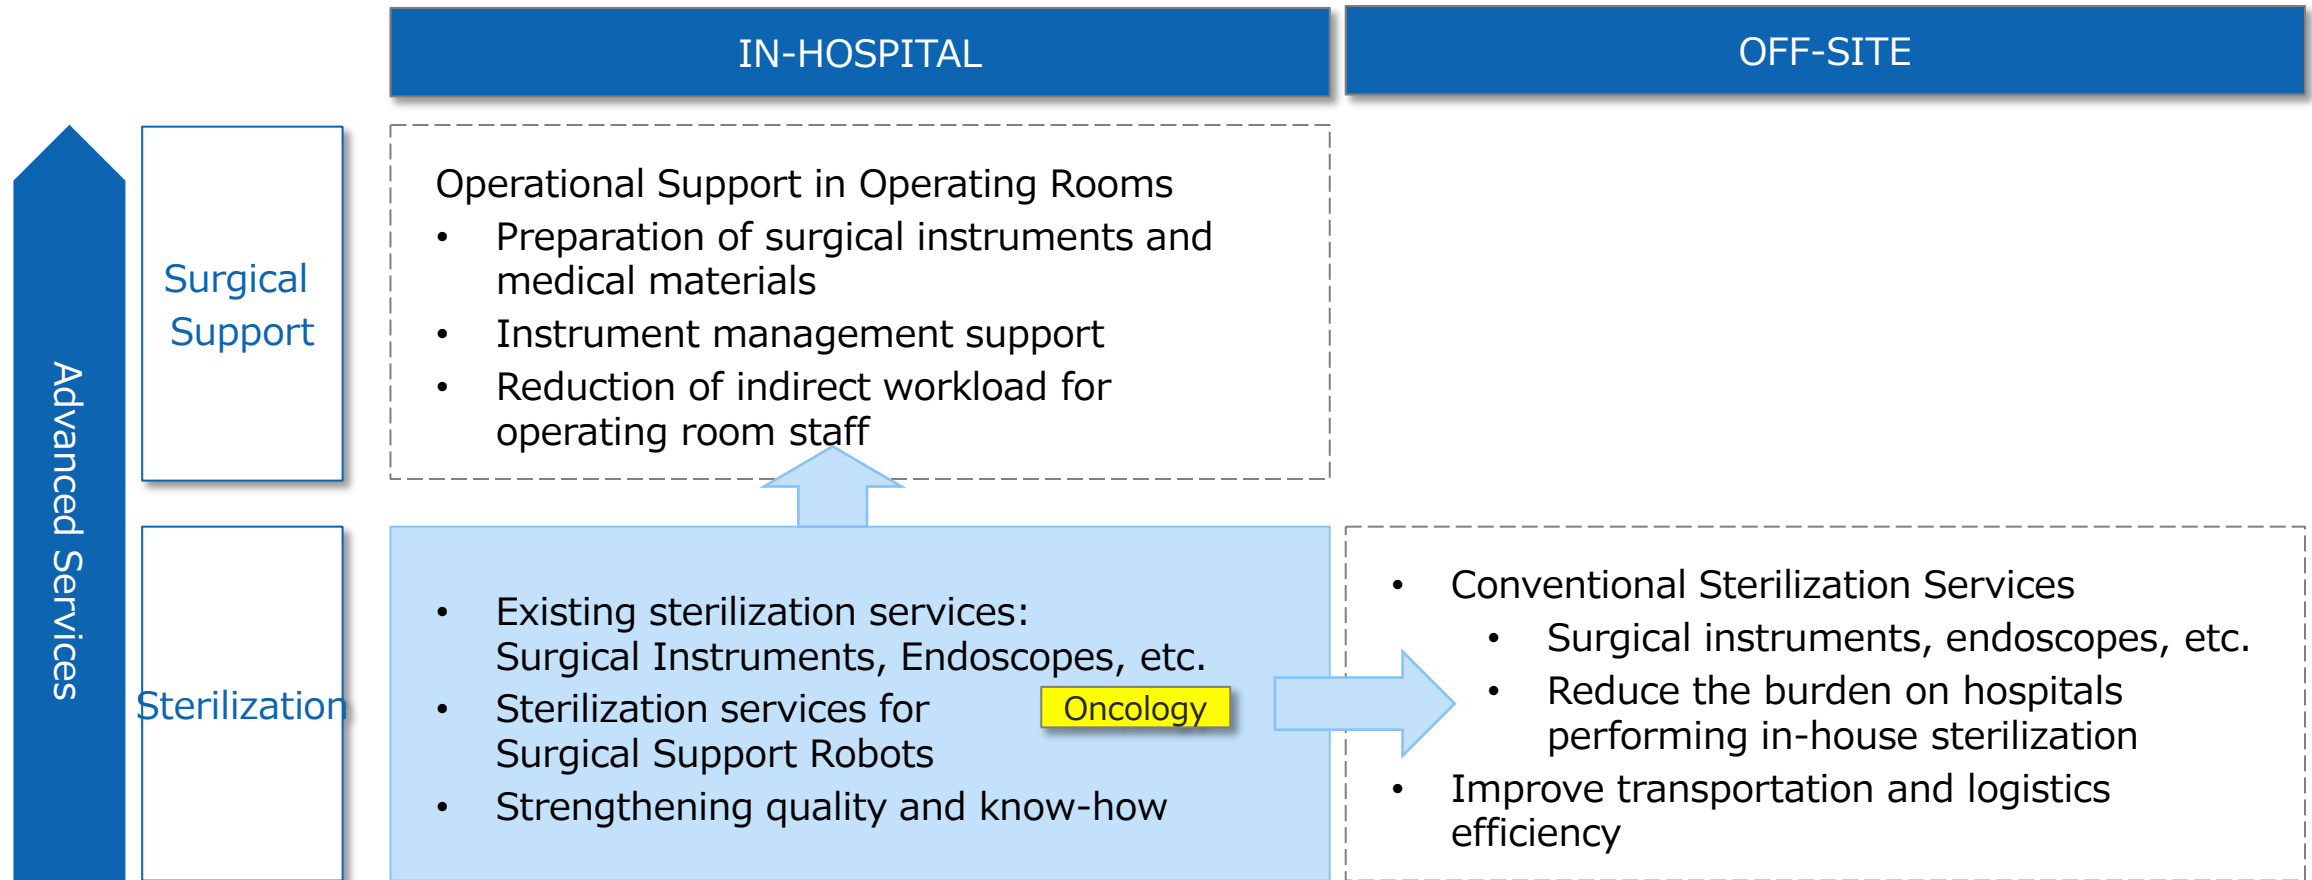 IN-HOSPITAL
OFF-SITE
Advanced Services
Surgical
Support
Operational Support in Operating Rooms
• Preparation of surgical instruments and
medical materials
• Instrument management support
• Reduction of indirect workload for
operating room staff
Sterilization
• Existing sterilization services:
Surgical Instruments, Endoscopes, etc.
• Sterilization services for
Surgical Support Robots
Oncology
• Strengthening quality and know-how
• Conventional Sterilization Services
• Surgical instruments, endoscopes, etc.
• Reduce the burden on hospitals
performing in-house sterilization
• Improve transportation and logistics
efficiency